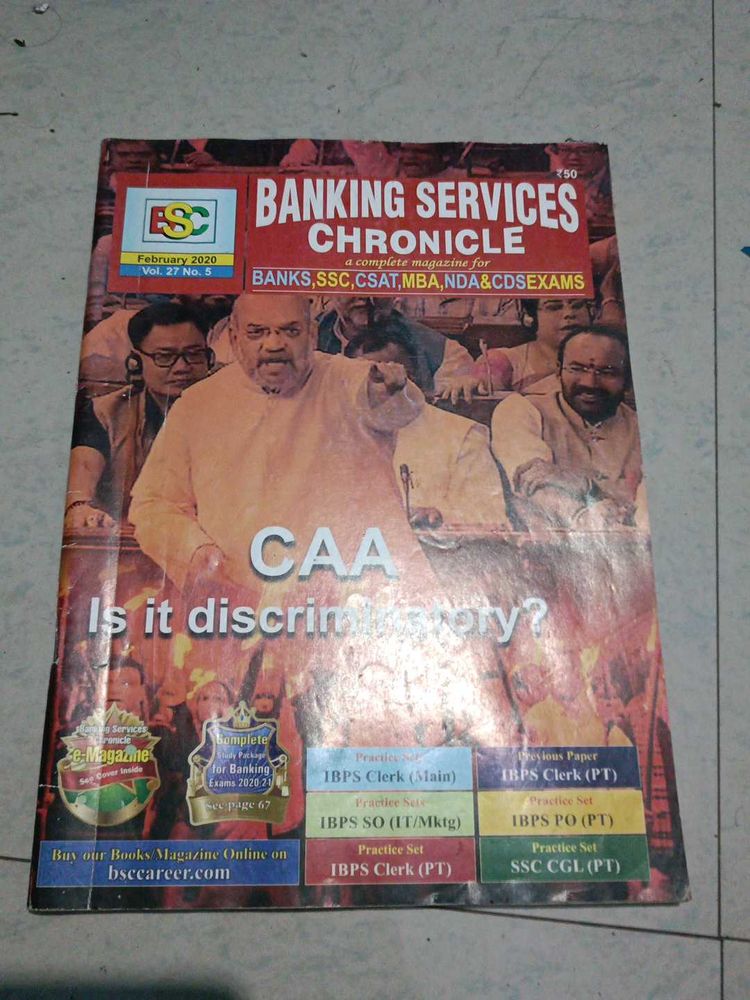 ₹50
BSC
February 2020
Vol. 27 No. 5
BANKING SERVICES
CHRONICLE
a complete magazine for
BANKS,SSC,CSAT,MBA,NDA&CDSEXAMS
CAA
Is it discriminatory?
Banking Services
Chronicle
e-Magazine
See Cover Inside
Complete
Study Package
for Banking
Exams 2020-21
See page 67
Buy our Books/Magazine Online on
bsccareer.com
Practice Sets
IBPS Clerk (Main)
Previous Paper
IBPS Clerk (PT)
Practice Sets
IBPS SO (IT/Mktg)
Practice Set
IBPS PO (PT)
Practice Set
IBPS Clerk (PT)
Practice Set
SSC CGL (PT)